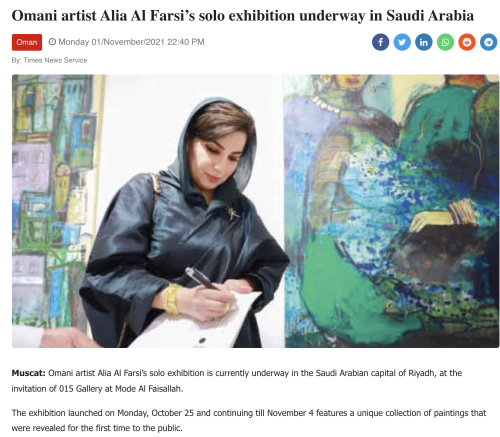 Omani artist Alia Al Farsi's solo exhibition underway in Saudi Arabia
Oman Monday 01/November/2021 22:40 PM
By: Times News Service
Muscat: Omani artist Alia Al Farsi's solo exhibition is currently underway in the Saudi Arabian capital of Riyadh, at the
invitation of 015 Gallery at Mode Al Faisallah.
The exhibition launched on Monday, October 25 and continuing till November 4 features a unique collection of paintings that
were revealed for the first time to the public.